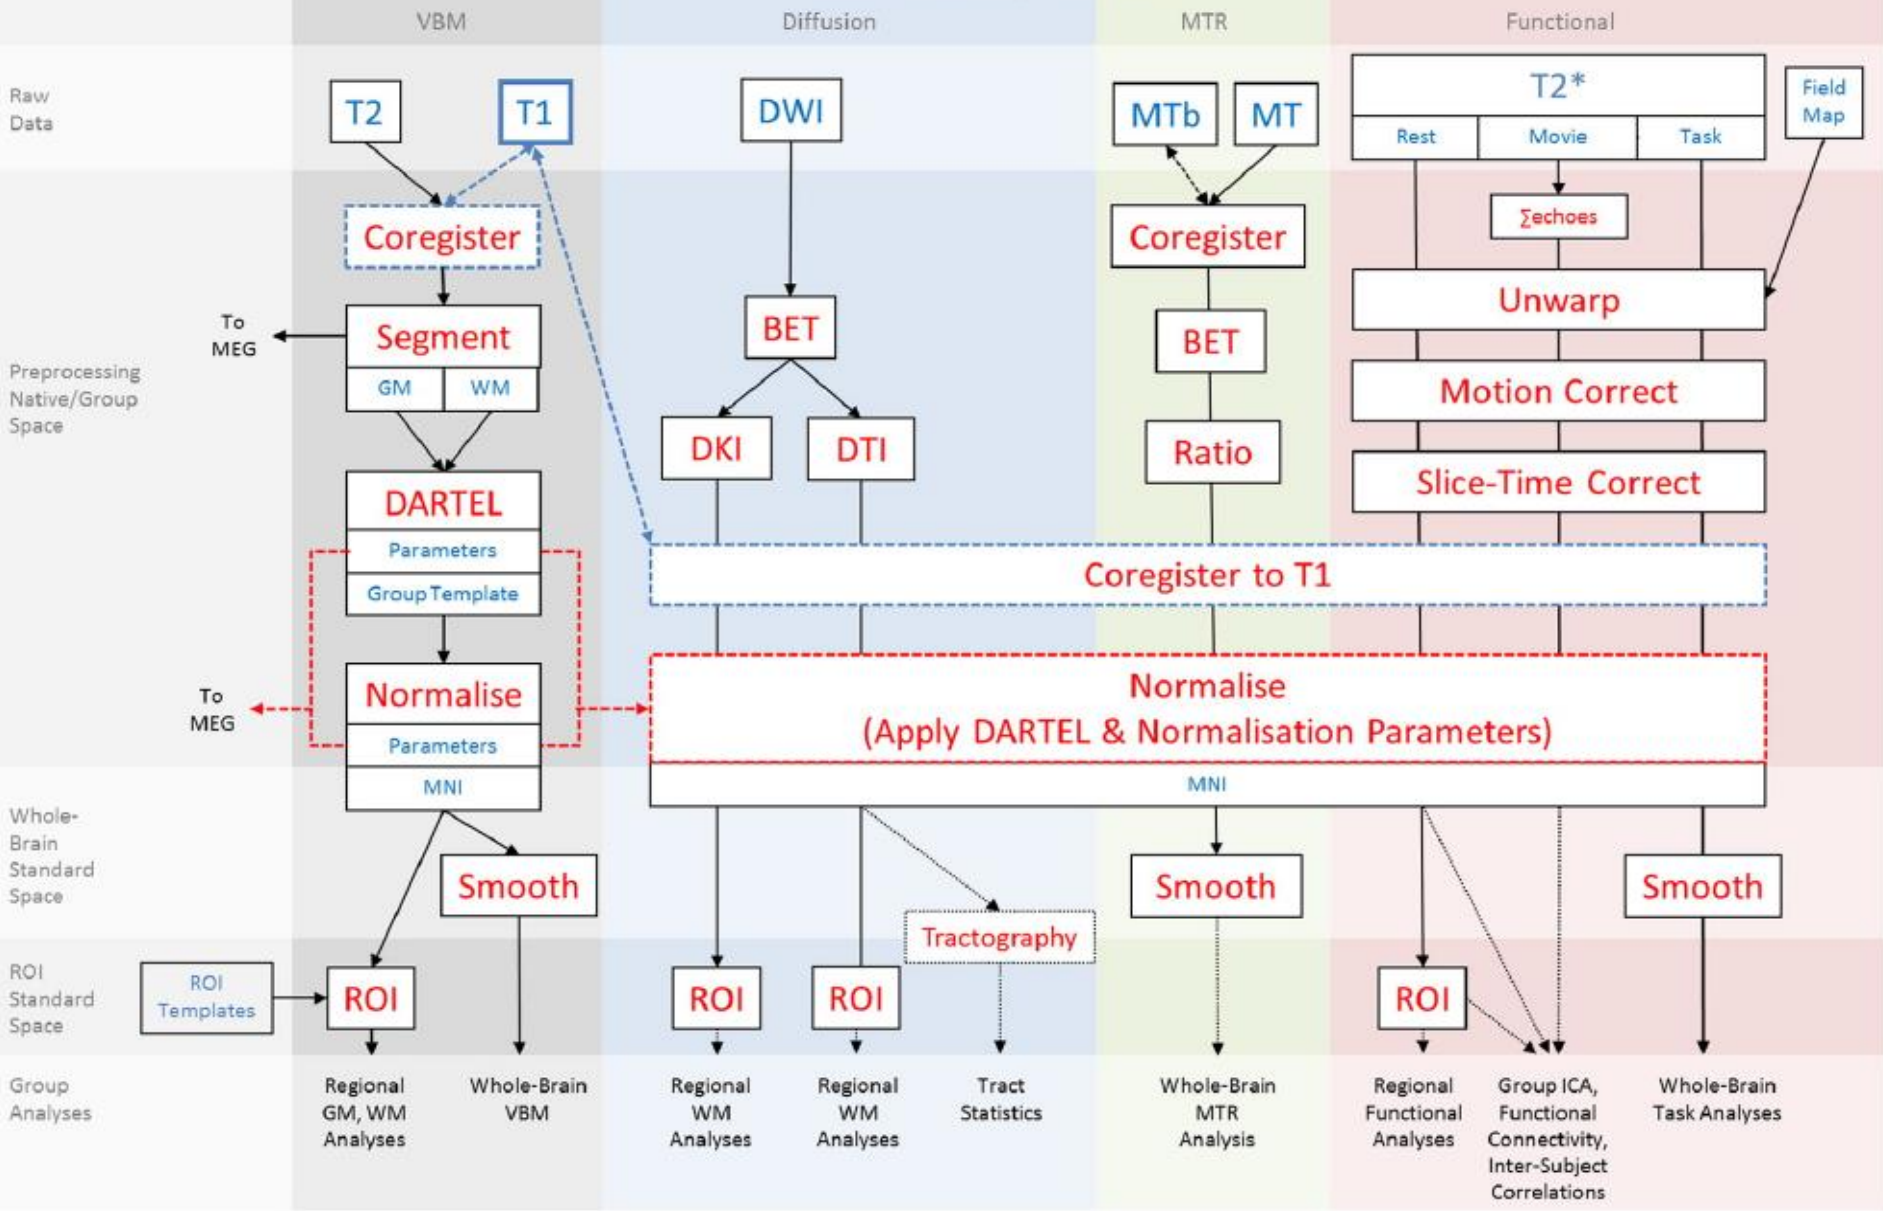 VBM
Diffusion
MTR
Functional
Raw
Data
T2
T1
DWI
MTb
MT
T2*
Rest
Movie
Task
Field
Map
Coregister
Coregister
∑echoes
To
MEG
Segment
GM
WM
BET
BET
Unwarp
Preprocessing
Native/Group
Space
Motion Correct
DKI
DTI
Ratio
Slice-Time Correct
DARTEL
Parameters
Group Template
Coregister to T1
To
MEG
Normalise
Parameters
MNI
Normalise
(Apply DARTEL & Normalisation Parameters)
MNI
Whole-
Brain
Standard
Space
Smooth
Smooth
Smooth
Tractography
ROI
Standard
Space
ROI
Templates
ROI
ROI
ROI
ROI
Group
Analyses
Regional
GM, WM
Analyses
Whole-Brain
VBM
Regional
WM
Analyses
Regional
WM
Analyses
Tract
Statistics
Whole-Brain
MTR
Analysis
Regional
Functional
Analyses
Group ICA,
Functional
Connectivity,
Inter-Subject
Correlations
Whole-Brain
Task Analyses